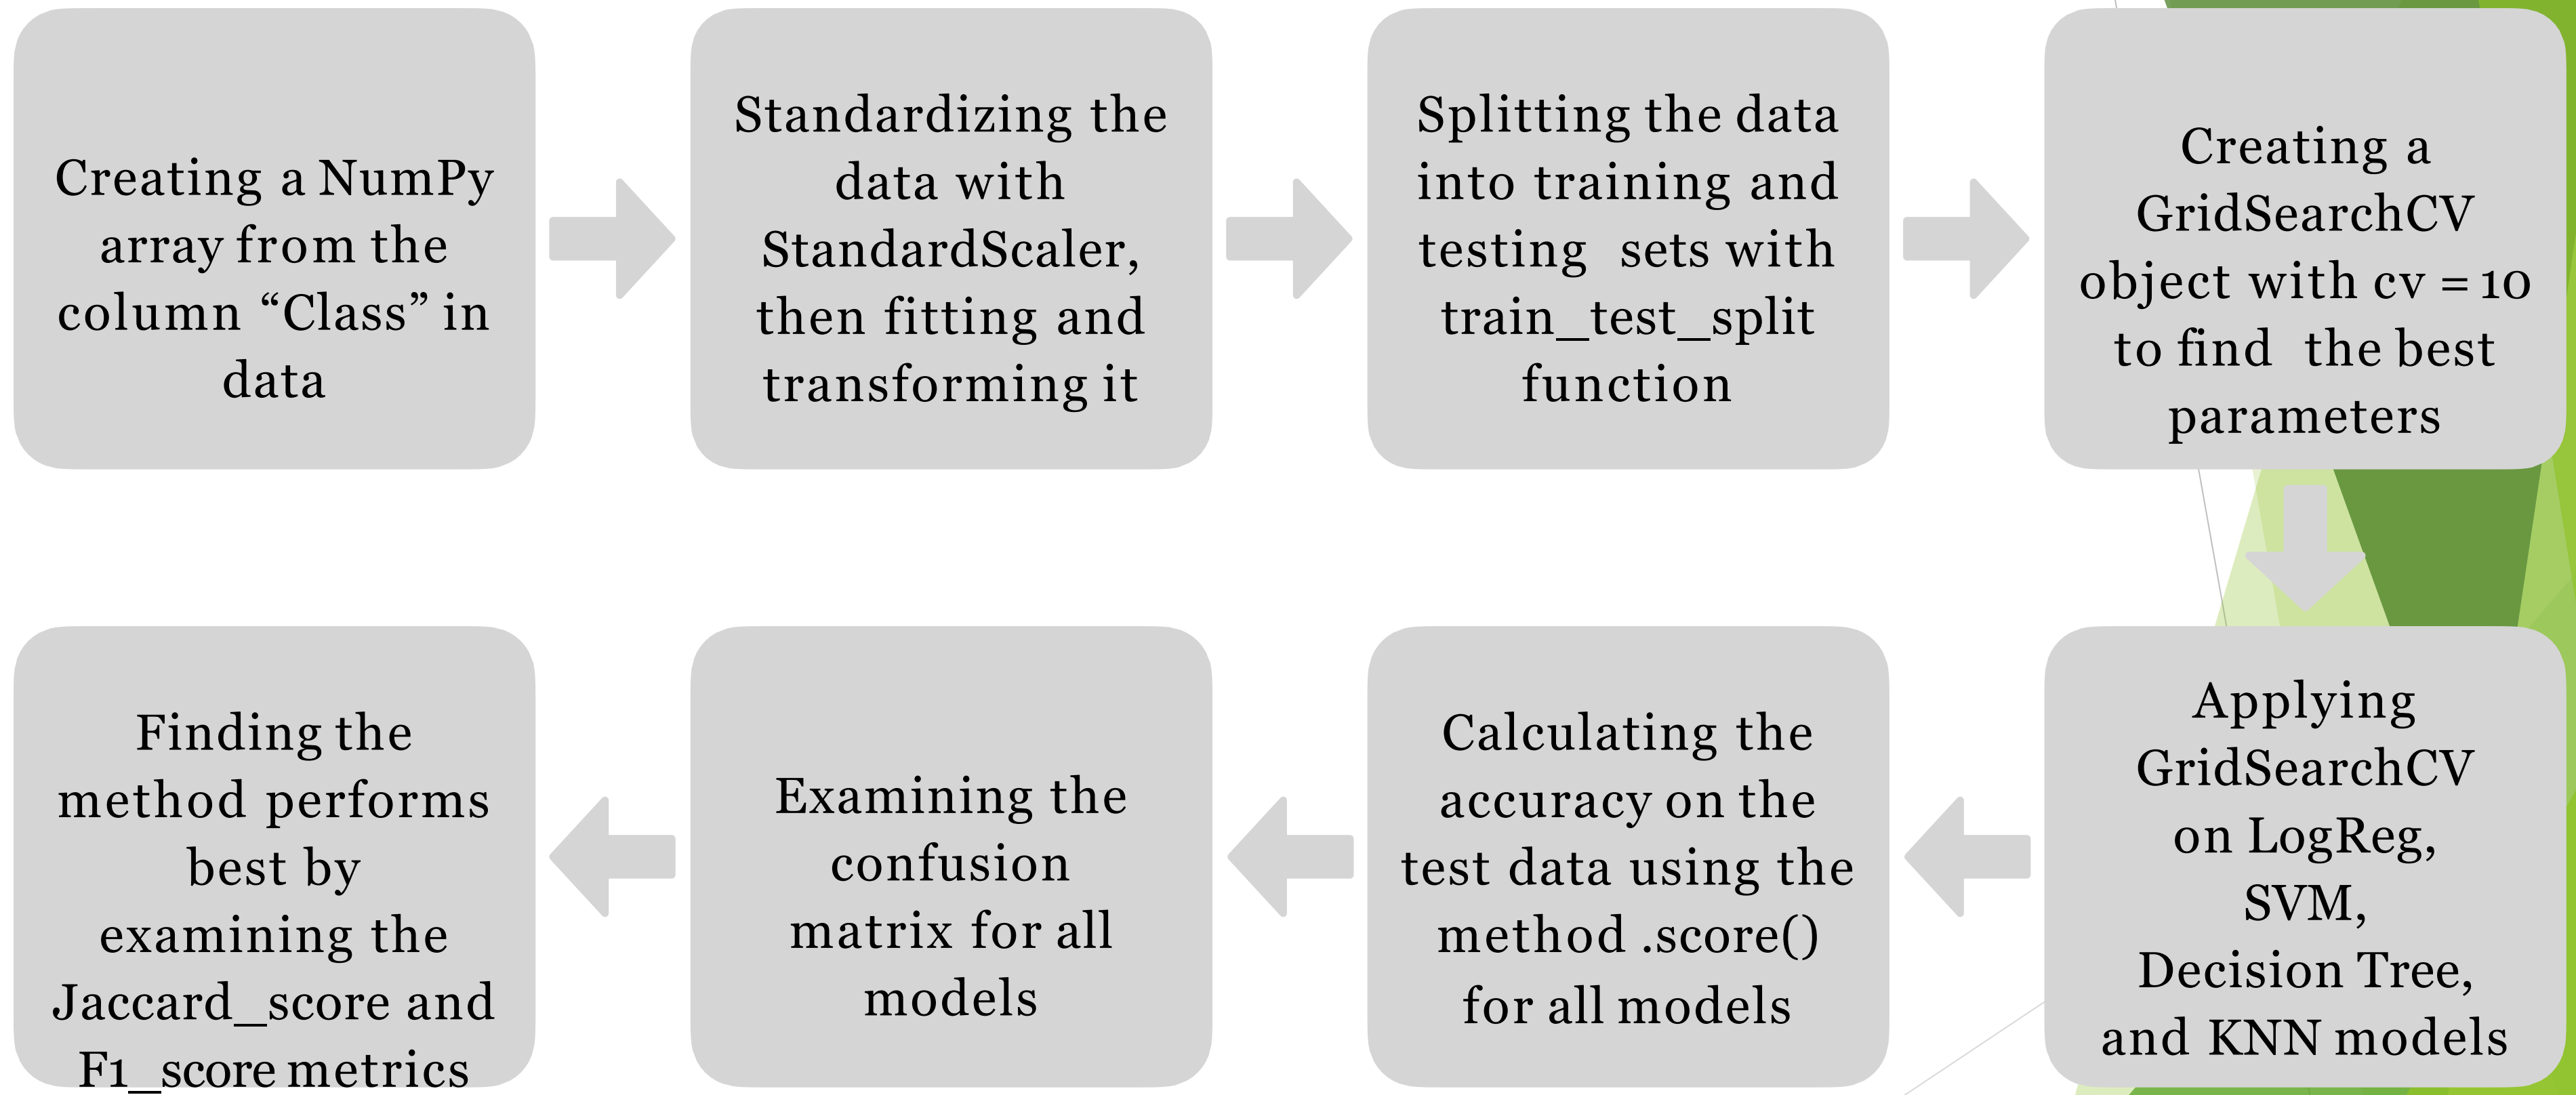 Creating a NumPy
array from the
column “Class” in
data
Standardizing the
data with
StandardScaler,
then fitting and
transforming it
Splitting the data
into training and
testing sets with
train_test_split
function
Creating a
GridSearchCV
object with cv = 10
to find the best
parameters
Applying
GridSearchCV
on LogReg,
SVM,
Decision Tree,
and KNN models
Calculating the
accuracy on the
test data using the
method .score()
for all models
Examining the
confusion
matrix for all
models
Finding the
method performs
best by
examining the
Jaccard_score and
F1_score metrics